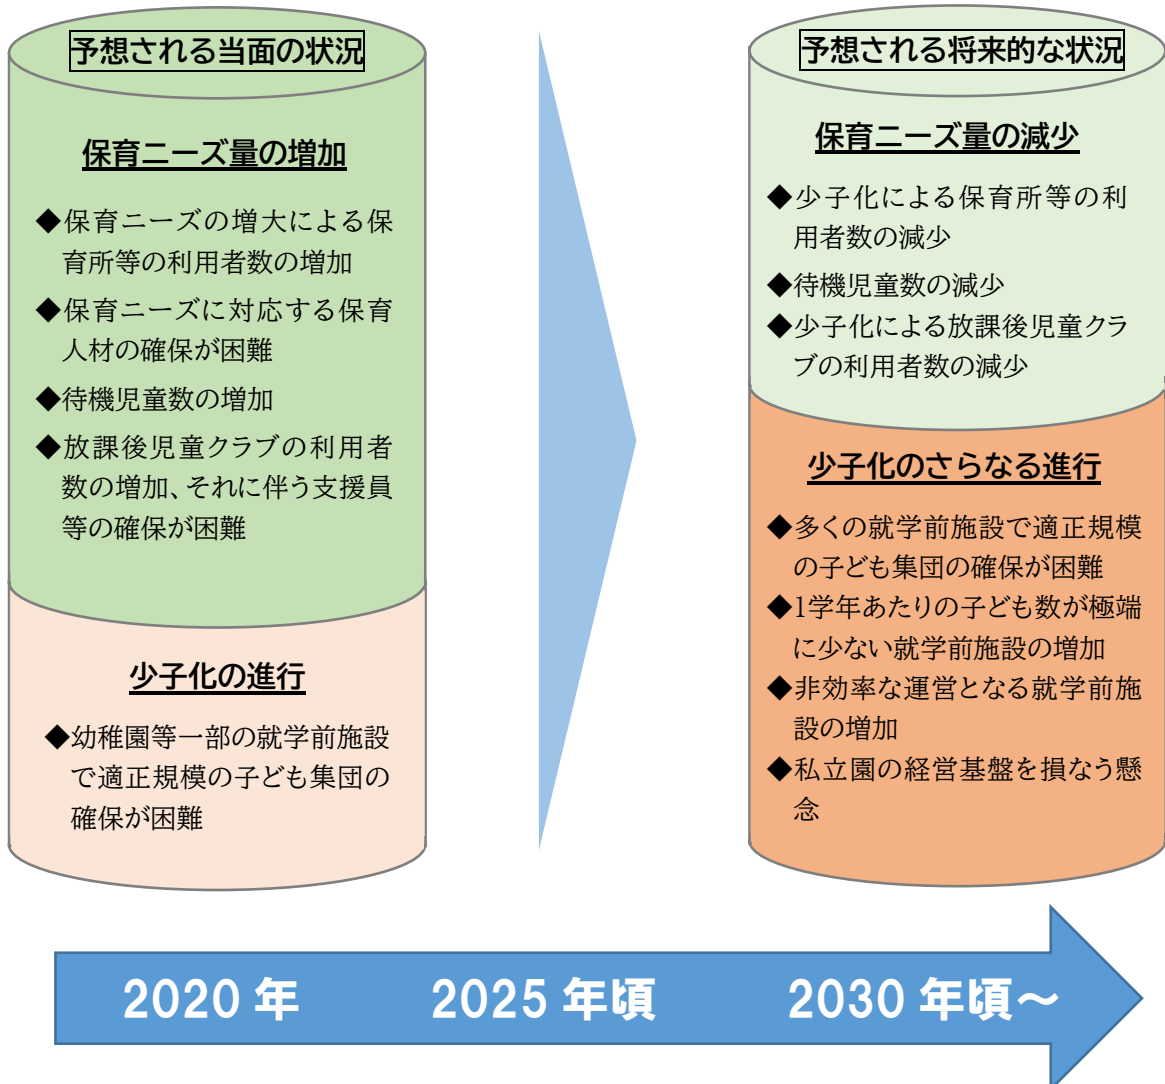 予想される当面の状況
保育ニーズ量の増加
◆保育ニーズの増大による保
育所等の利用者数の増加
◆保育ニーズに対応する保育
人材の確保が困難
◆待機児童数の増加
◆放課後児童クラブの利用者
数の増加、それに伴う支援員
等の確保が困難
少子化の進行
◆幼稚園等一部の就学前施設
で適正規模の子ども集団の
確保が困難
予想される将来的な状況
保育ニーズ量の減少
◆少子化による保育所等の利
用者数の減少
◆待機児童数の減少
◆少子化による放課後児童クラ
ブの利用者数の減少
少子化のさらなる進行
◆多くの就学前施設で適正規模
の子ども集団の確保が困難
◆1学年あたりの子ども数が極端
に少ない就学前施設の増加
◆非効率な運営となる就学前施
設の増加
◆私立園の経営基盤を損なう懸
念
2020 年 2025 年頃 2030 年頃~